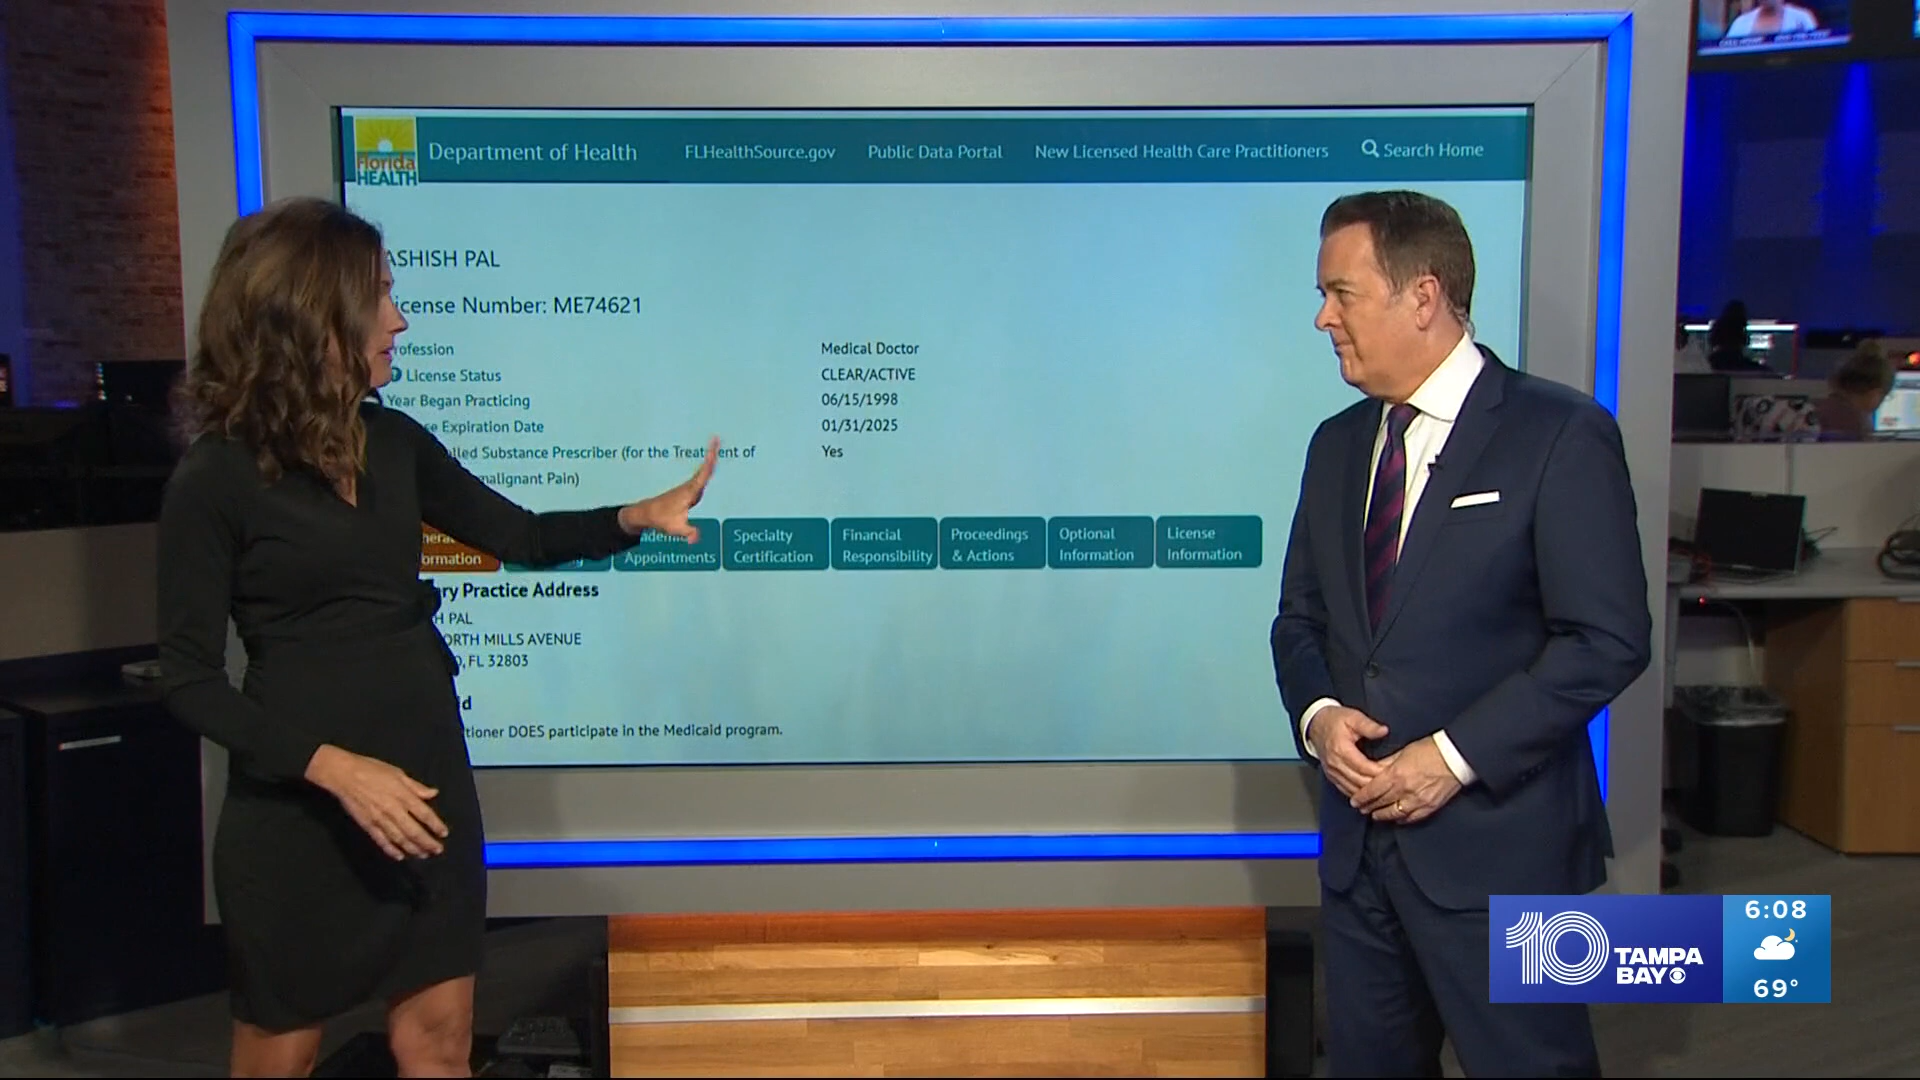 Florida
HEALTH
Department of Health
FLHealthSource.gov
Public Data Portal
New Licensed Health Care Practitioners
Search Home
ASHISH PAL
icense Number: ME74621
rofession Medical Doctor
License Status CLEAR/ACTIVE
Year Began Practicing 06/15/1998
se Expiration Date 01/31/2025
lled Substance Prescriber (for the Treatment of Yes
malignant Pain)
ormation
Appointments
Specialty
Certification
Financial
Responsibility
Proceedings
& Actions
Optional
Information
License
Information
ry Practice Address
H PAL
ORTH MILLS AVENUE
O, FL 32803
id
tioner DOES participate in the Medicaid program.
10 TAMPA
BAY
6:08
69°